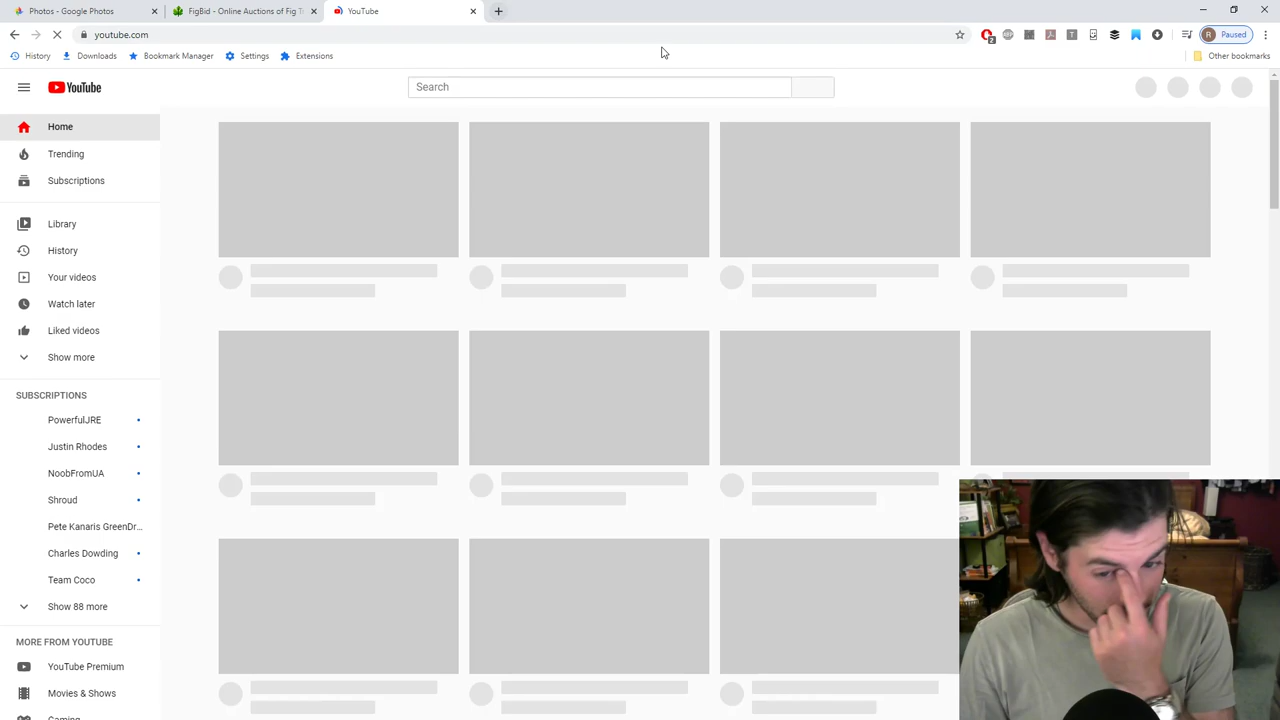 Photos - Google Photos
FigBid - Online Auctions of Fig T
YouTube
youtube.com
Paused
History
Downloads
Bookmark Manager
Settings
Extensions
Other bookmarks
YouTube
Search
Home
Trending
Subscriptions
Library
History
Your videos
Watch later
Liked videos
Show more
SUBSCRIPTIONS
PowerfulJRE
Justin Rhodes
NoobFromUA
Shroud
Pete Kanaris GreenDr...
Charles Dowding
Team Coco
Show 88 more
MORE FROM YOUTUBE
YouTube Premium
Movies & Shows
Gaming